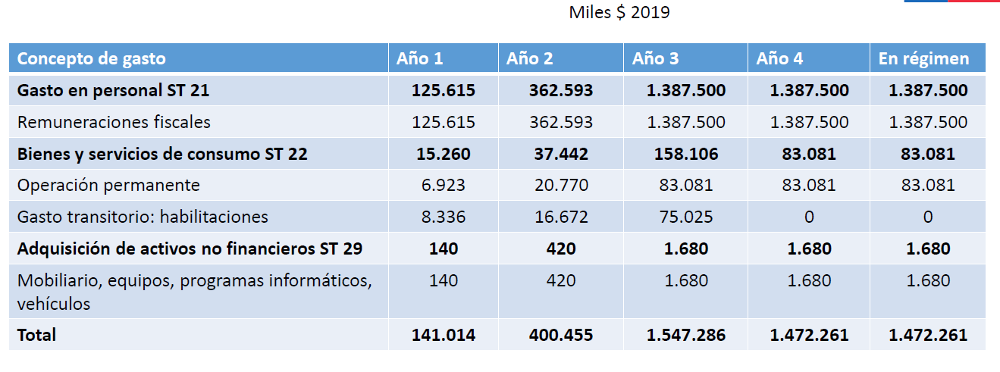 Miles $ 2019
Concepto de gasto Año 1 Año 2 Año 3 Año 4 En régimen
Gasto en personal ST 21 125.615 362.593 1.387.500 1.387.500 1.387.500
Remuneraciones fiscales 125.615 362.593 1.387.500 1.387.500 1.387.500
Bienes y servicios de consumo ST 22 15.260 37.442 158.106 83.081 83.081
Operación permanente 6.923 20.770 83.081 83.081 83.081
Gasto transitorio: habilitaciones 8.336 16.672 75.025 0 0
Adquisición de activos no financieros ST 29 140 420 1.680 1.680 1.680
Mobiliario, equipos, programas informáticos, 140 420 1.680 1.680 1.680
vehículos
Total 141.014 400.455 1.547.286 1.472.261 1.472.261